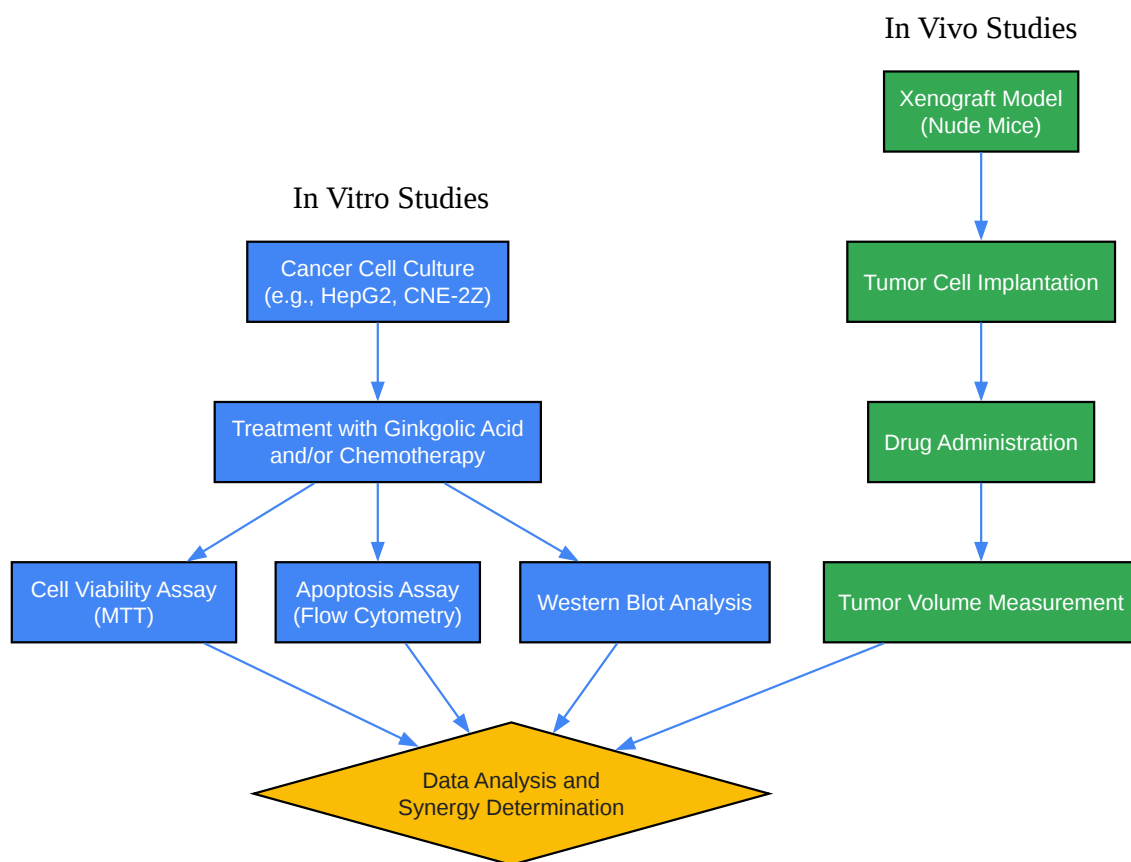 In Vitro Studies
Cancer Cell Culture
(e.g., HepG2, CNE-2Z)
Treatment with Ginkgolic Acid
and/or Chemotherapy
Cell Viability Assay
(MTT)
Apoptosis Assay
(Flow Cytometry)
Western Blot Analysis
In Vivo Studies
Xenograft Model
(Nude Mice)
Tumor Cell Implantation
Drug Administration
Tumor Volume Measurement
Data Analysis and
Synergy Determination